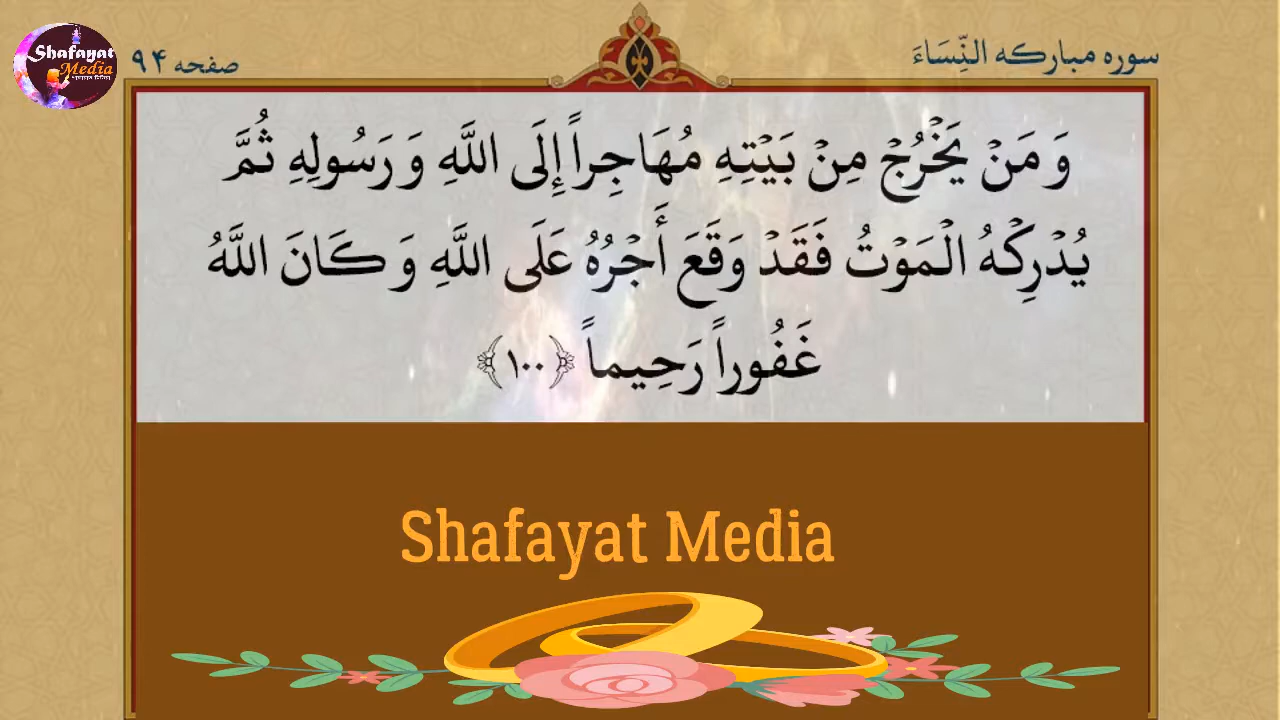 سوره مبارکه النِّسَاءَ
صفحه ۹۴
Shafayat
Media
وَ مَنْ يَخْرُجْ مِنْ بَيْتِهِ مُهَاجِراً إِلَى اللَّهِ وَ رَسُولِهِ ثُمَّ
يُدْرِكْهُ الْمَوْتُ فَقَدْ وَقَعَ أَجْرُهُ عَلَى اللَّهِ وَ كَانَ اللَّهُ
غَفُوراً رَحِيماً ﴿۱۰۰﴾
Shafayat Media